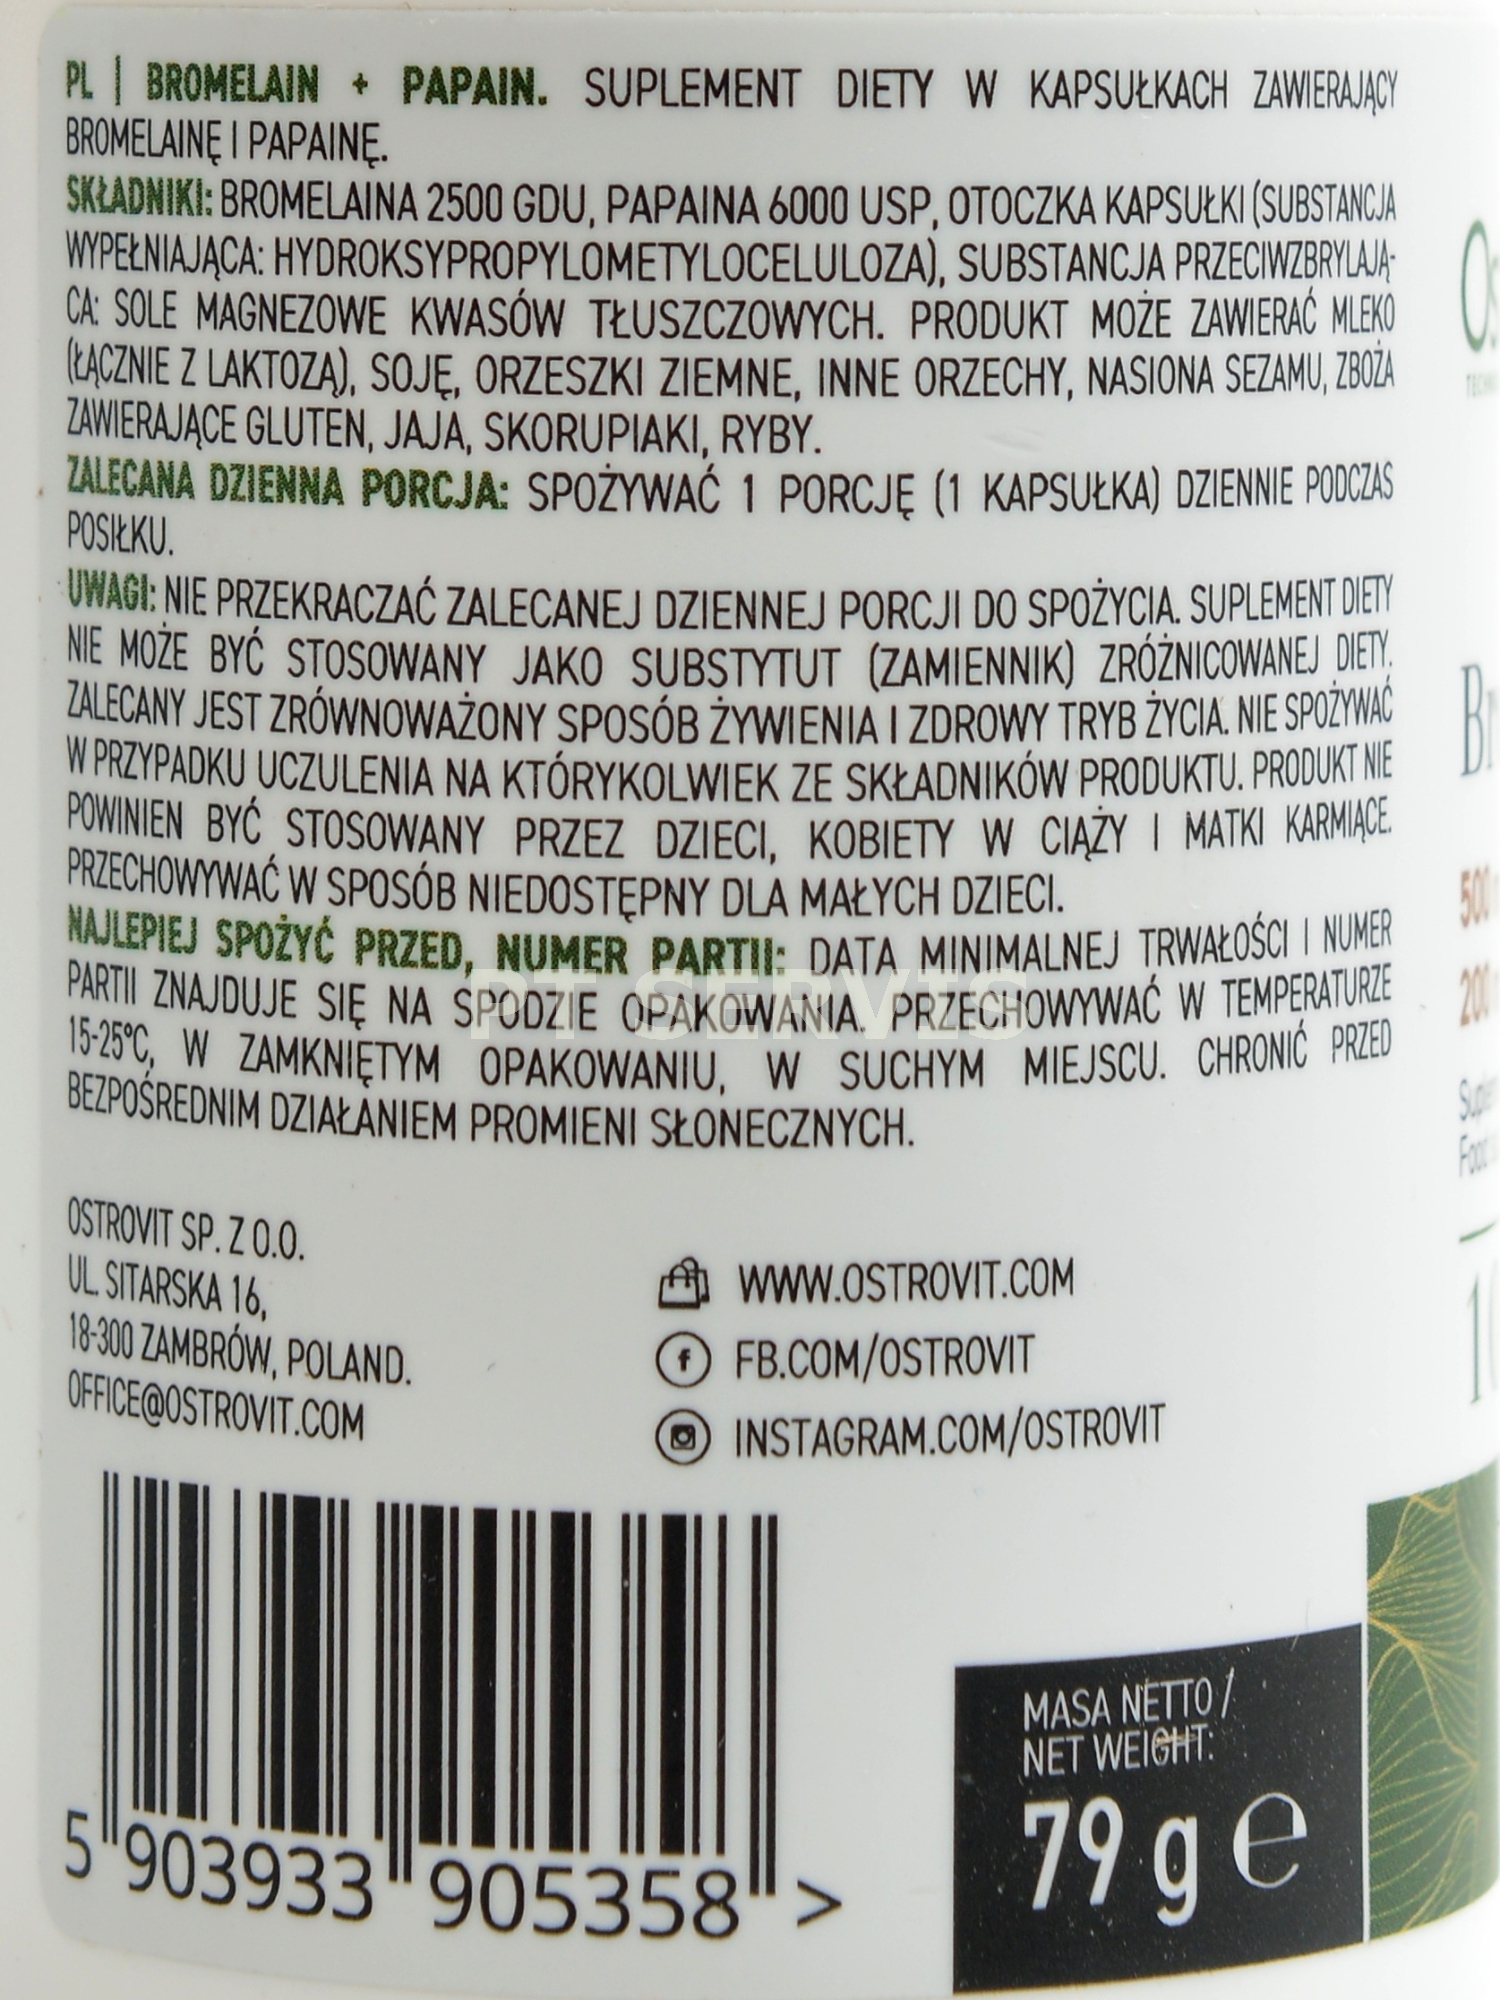 PL | BROMELAIN + PAPAIN. SUPLEMENT DIETY W KAPSUŁKACH ZAWIERAJĄCY
BROMELAINĘ I PAPAINĘ.
SKŁADNIKI: BROMELAINA 2500 GDU, PAPAINA 6000 USP, OTOCZKA KAPSUŁKI (SUBSTANCJA
WYPEŁNIAJĄCA: HYDROKSYPROPYLOMETYLOCELULOZA), SUBSTANCJA PRZECIWZBRYLAJĄ-
CA: SOLE MAGNEZOWE KWASÓW TŁUSZCZOWYCH. PRODUKT MOŻE ZAWIERAĆ MLEKO
(ŁĄCZNIE Z LAKTOZĄ), SOJĘ, ORZESZKI ZIEMNE, INNE ORZECHY, NASIONA SEZAMU, ZBOŻA
ZAWIERAJĄCE GLUTEN, JAJA, SKORUPIAKI, RYBY.
ZALECANA DZIENNA PORCJA: SPOŻYWAĆ 1 PORCJĘ (1 KAPSUŁKA) DZIENNIE PODCZAS
POSIŁKU.
UWAGI: NIE PRZEKRACZAĆ ZALECANEJ DZIENNEJ PORCJI DO SPOŻYCIA. SUPLEMENT DIETY
NIE MOŻE BYĆ STOSOWANY JAKO SUBSTYTUT (ZAMIENNIK) ZRÓŻNICOWANEJ DIETY.
ZALECANY JEST ZRÓWNOWAŻONY SPOSÓB ŻYWIENIA I ZDROWY TRYB ŻYCIA. NIE SPOŻYWAĆ
W PRZYPADKU UCZULENIA NA KTÓRYKOLWIEK ZE SKŁADNIKÓW PRODUKTU. PRODUKT NIE
POWINIEN BYĆ STOSOWANY PRZEZ DZIECI, KOBIETY W CIĄŻY I MATKI KARMIĄCE.
PRZECHOWYWAĆ W SPOSÓB NIEDOSTĘPNY DLA MAŁYCH DZIECI.
NAJLEPIEJ SPOŻYĆ PRZED, NUMER PARTII: DATA MINIMALNEJ TRWAŁOŚCI I NUMER
PARTII ZNAJDUJE SIĘ NA SPODZIE OPAKOWANIA. PRZECHOWYWAĆ W TEMPERATURZE
15-25°C, W ZAMKNIĘTYM OPAKOWANIU, W SUCHYM MIEJSCU. CHRONIĆ PRZED
BEZPOŚREDNIM DZIAŁANIEM PROMIENI SŁONECZNYCH.
PT SERVIS
OSTROVIT SP. Z O.O.
UL. SITARSKA 16,
18-300 ZAMBRÓW, POLAND.
OFFICE@OSTROVIT.COM
WWW.OSTROVIT.COM
FB.COM/OSTROVIT
INSTAGRAM.COM/OSTROVIT
5 903933 905358 >
MASA NETTO /
NET WEIGHT:
79 g e
500
200